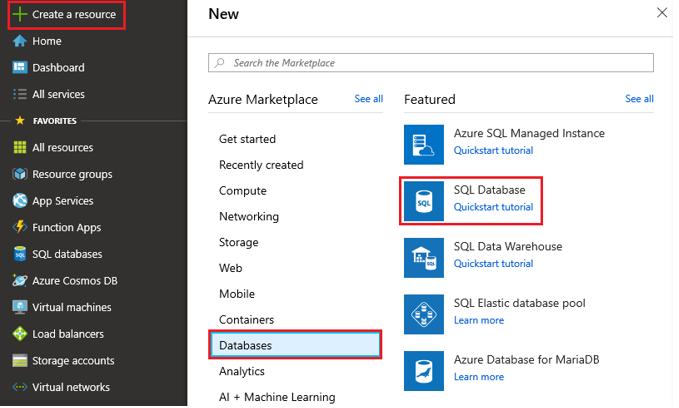 Create a resource
Home
Dashboard
All services
FAVORITES
All resources
Resource groups
App Services
Function Apps
SQL databases
Azure Cosmos DB
Virtual machines
Load balancers
Storage accounts
Virtual networks
New
Search the Marketplace
Azure Marketplace See all
Get started
Recently created
Compute
Networking
Storage
Web
Mobile
Containers
Databases
Analytics
AI + Machine Learning
Featured See all
Azure SQL Managed Instance
Quickstart tutorial
SQL
SQL Database
Quickstart tutorial
SQL Data Warehouse
Quickstart tutorial
SQL Elastic database pool
Learn more
Azure Database for MariaDB
Learn more